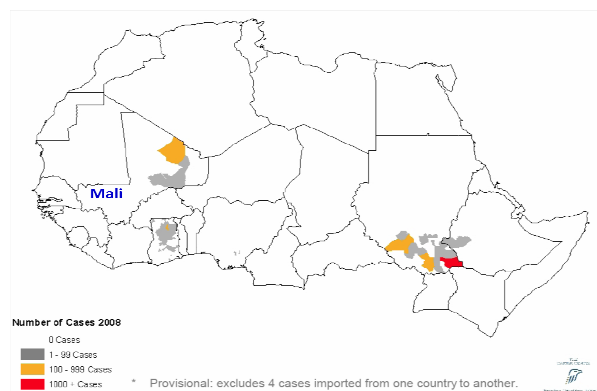 Mali
Number of Cases 2008
0 Cases
1 - 99 Cases
100 - 999 Cases
1000 + Cases
* Provisional: excludes 4 cases imported from one country to another.